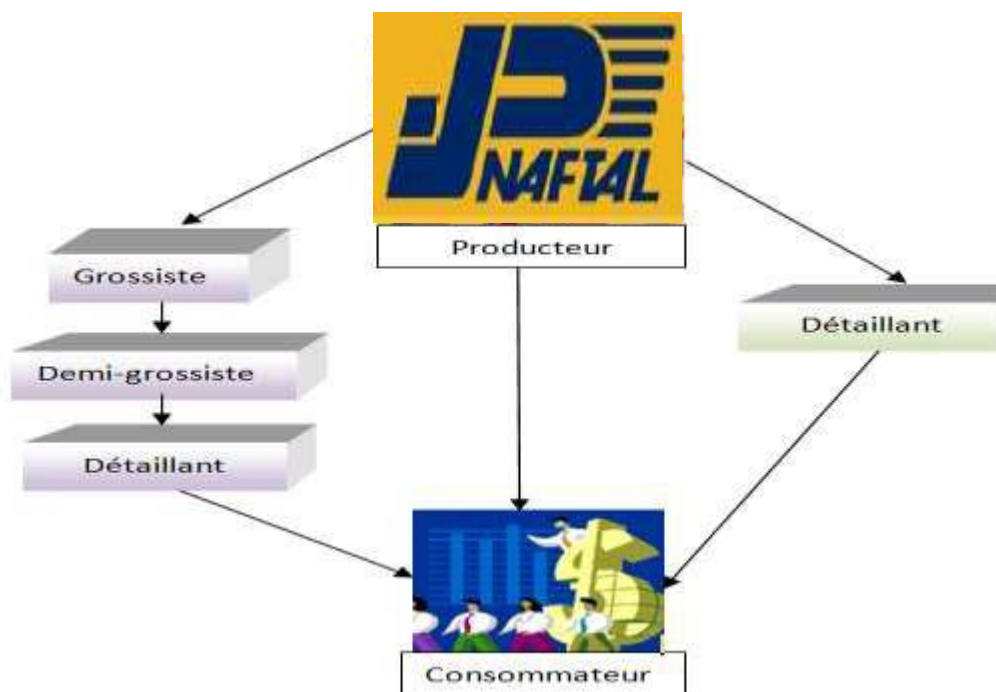 NAFTAL
Producteur
Grossiste
Demi-grossiste
Détaillant
Détaillant
Consommateur